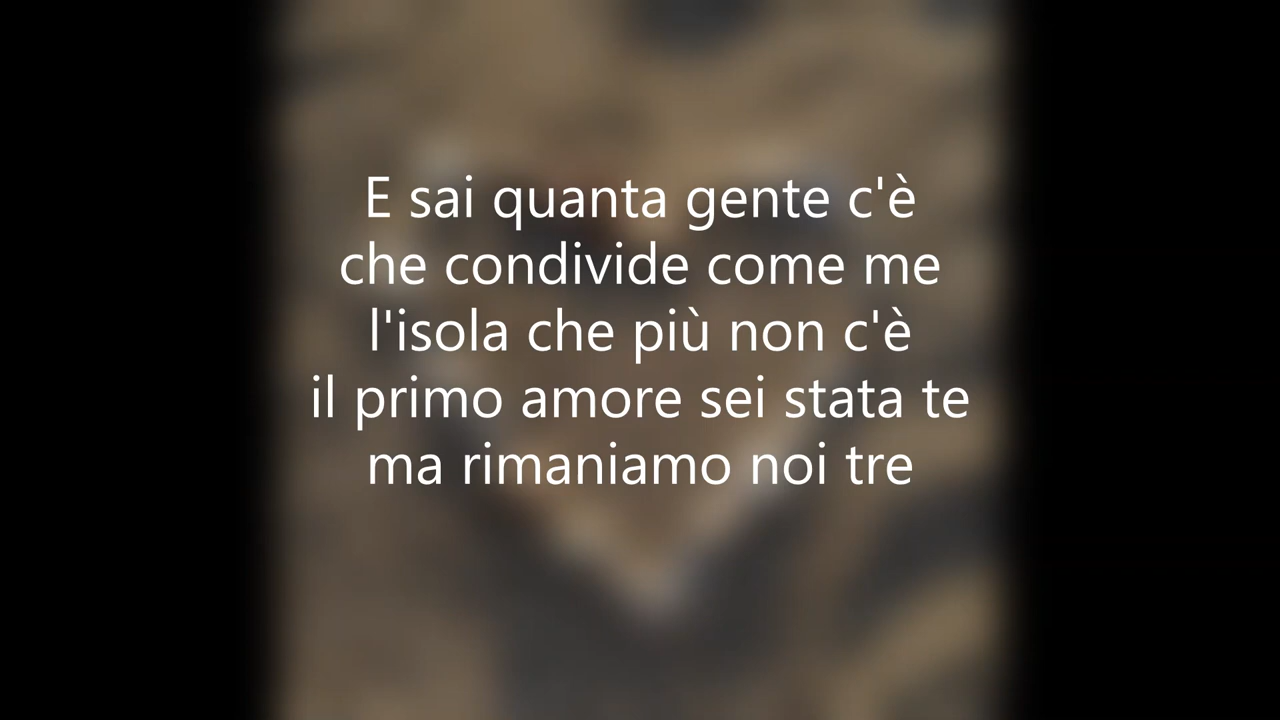 E sai quanta gente c'è
che condivide come me
l'isola che più non c'è
il primo amore sei stata te
ma rimaniamo noi tre